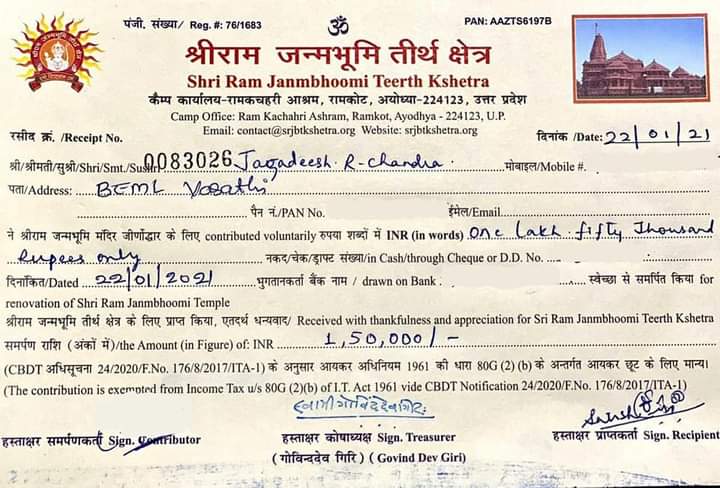 पंजी. संख्या/ Reg. #: 76/1683
ॐ
PAN: AAZTS6197B
श्रीराम जन्मभूमि तीर्थ क्षेत्र
Shri Ram Janmbhoomi Teerth Kshetra
कैम्प कार्यालय-रामकचहरी आश्रम, रामकोट, अयोध्या-224123, उत्तर प्रदेश
Camp Office: Ram Kachahri Ashram, Ramkot, Ayodhya - 224123, U.P.
Email: contact@srjbtkshetra.org Website: srjbtkshetra.org
रसीद क्र. /Receipt No. 0083026
दिनांक /Date: 22/01/21
श्री/श्रीमती/सुश्री/Shri/Smt./Sushri Jagadeesh R-Chandra. मोबाइल/Mobile #.
पता/Address: BEML
पैन नं./PAN No. ईमेल/Email
ने श्रीराम जन्मभूमि मंदिर जीर्णोद्धार के लिए contributed voluntarily रुपया शब्दों में INR (in words) One Lakh fifty Thousand
Rupees only नकद/चेक/ड्राफ्ट संख्या/in Cash/through Cheque or D.D. No.
दिनांकित/Dated 22/01/2021 भुगतानकर्ता बैंक नाम / drawn on Bank स्वेच्छा से समर्पित किया for
renovation of Shri Ram Janmbhoomi Temple
श्रीराम जन्मभूमि तीर्थ क्षेत्र के लिए प्राप्त किया, एतदर्थ धन्यवाद/ Received with thankfulness and appreciation for Sri Ram Janmbhoomi Teerth Kshetra
समर्पण राशि (अंकों में)/the Amount (in Figure) of: INR 1,50,000/-
(CBDT अधिसूचना 24/2020/F.No. 176/8/2017/ITA-1) के अनुसार आयकर अधिनियम 1961 की धारा 80G (2) (b) के अन्तर्गत आयकर छूट के लिए मान्य।
(The contribution is exempted from Income Tax u/s 80G (2)(b) of I.T. Act 1961 vide CBDT Notification 24/2020/F.No. 176/8/2017/ITA-1)
स्वामी गोविंददेवगिरि
हस्ताक्षर समर्पणकर्ता Sign. Contributor
हस्ताक्षर कोषाध्यक्ष Sign. Treasurer
हस्ताक्षर प्राप्तकर्ता Sign. Recipient
(गोविन्ददेव गिरि) (Govind Dev Giri)